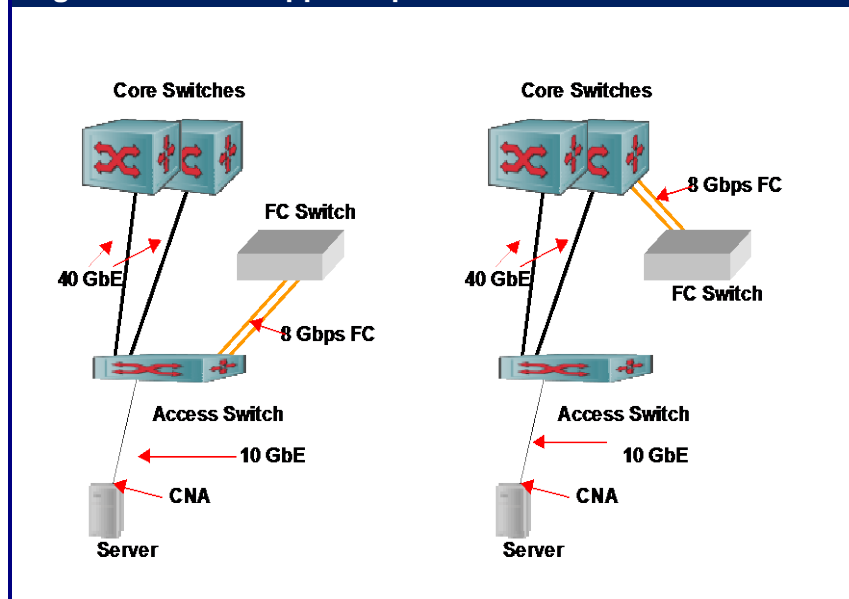 Core Switches
FC Switch
40 GbE
8 Gbps FC
Access Switch
10 GbE
CNA
Server
Core Switches
8 Gbps FC
40 GbE
FC Switch
Access Switch
10 GbE
CNA
Server